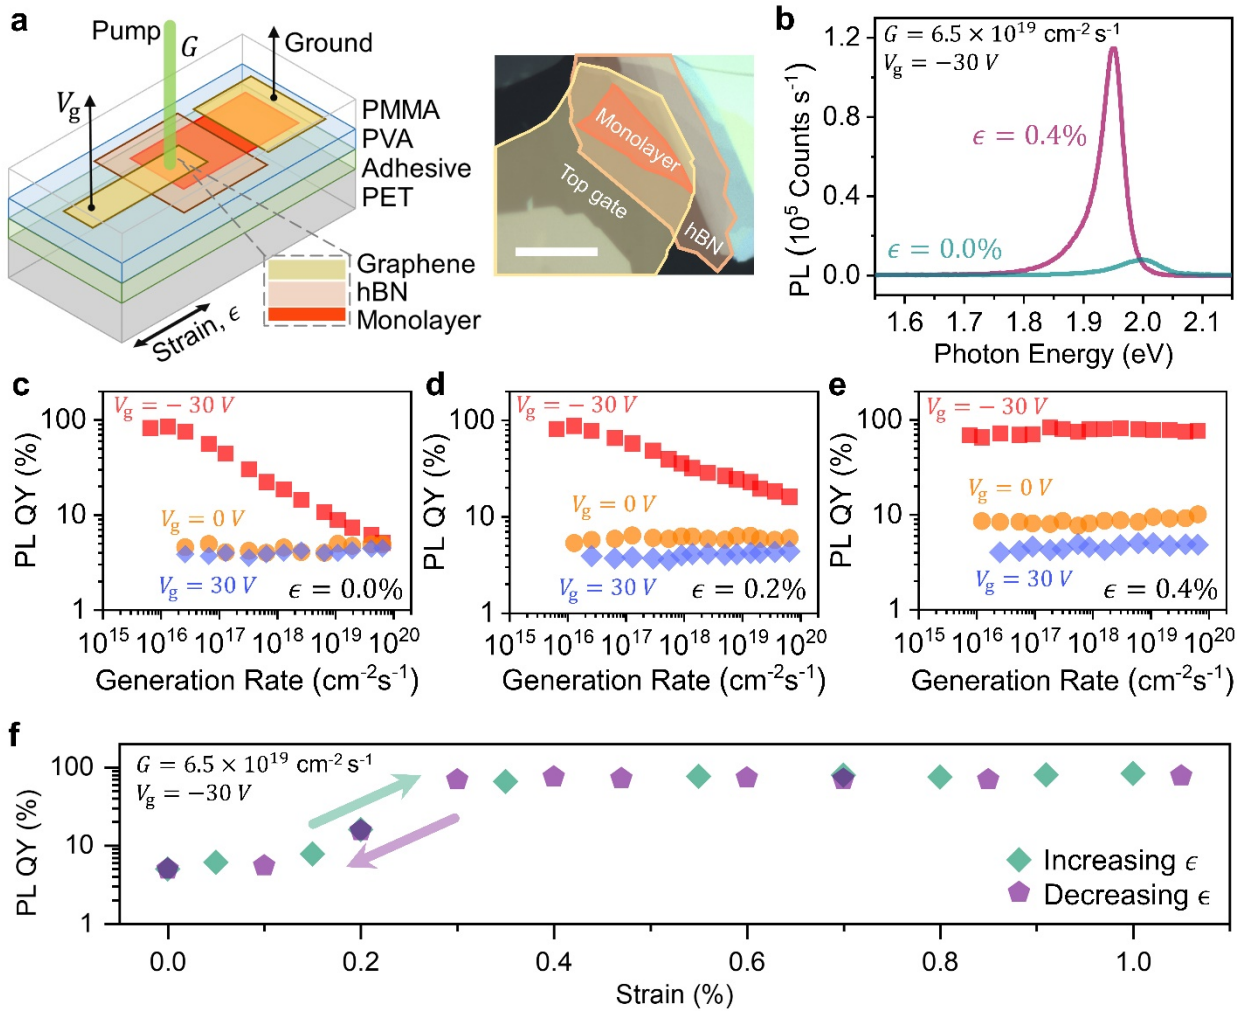 a
Pump
G
Ground
V_g
PMMA
PVA
Adhesive
PET
Graphene
hBN
Monolayer
Strain, ϵ
Monolayer
Top gate
hBN
b
G = 6.5 × 10^19 cm^-2 s^-1
V_g = −30 V
ϵ = 0.4%
ϵ = 0.0%
PL (10^5 Counts s^-1)
1.2
0.8
0.4
0.0
1.6 1.7 1.8 1.9 2.0 2.1
Photon Energy (eV)
c
V_g = − 30 V
V_g = 0 V
V_g = 30 V
ϵ = 0.0%
PL QY (%)
100
10
1
10^15 10^16 10^17 10^18 10^19 10^20
Generation Rate (cm^-2s^-1)
d
V_g = − 30 V
V_g = 0 V
V_g = 30 V
ϵ = 0.2%
PL QY (%)
100
10
1
10^15 10^16 10^17 10^18 10^19 10^20
Generation Rate (cm^-2s^-1)
e
V_g = − 30 V
V_g = 0 V
V_g = 30 V
ϵ = 0.4%
PL QY (%)
100
10
1
10^15 10^16 10^17 10^18 10^19 10^20
Generation Rate (cm^-2s^-1)
f
G = 6.5 × 10^19 cm^-2 s^-1
V_g = −30 V
Increasing ϵ
Decreasing ϵ
PL QY (%)
100
10
1
0.0 0.2 0.4 0.6 0.8 1.0
Strain (%)